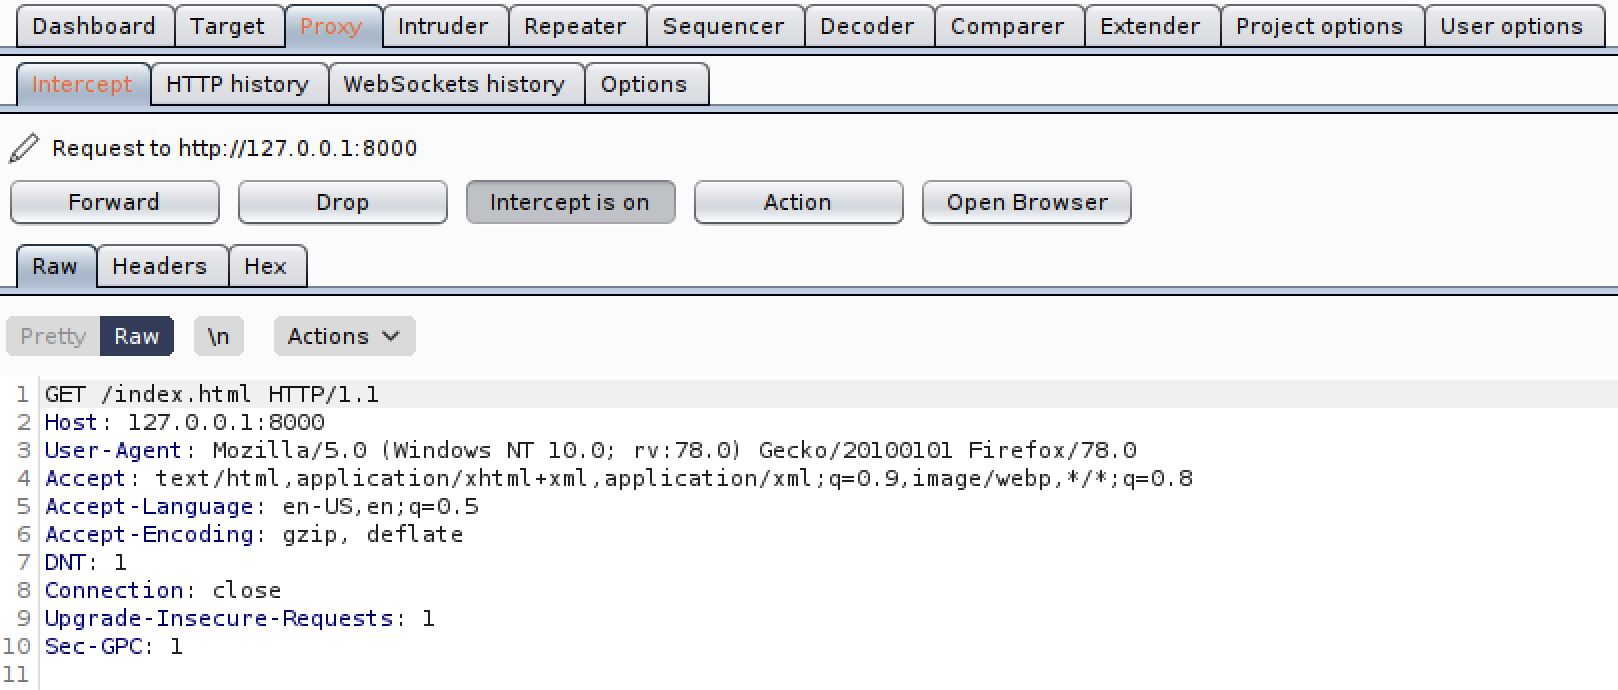 Dashboard Target Proxy Intruder Repeater Sequencer Decoder Comparer Extender Project options User options
Intercept HTTP history WebSockets history Options
Request to http://127.0.0.1:8000
Forward Drop Intercept is on Action Open Browser
Raw Headers Hex
Pretty Raw \n Actions
1 GET /index.html HTTP/1.1
2 Host: 127.0.0.1:8000
3 User-Agent: Mozilla/5.0 (Windows NT 10.0; rv:78.0) Gecko/20100101 Firefox/78.0
4 Accept: text/html,application/xhtml+xml,application/xml;q=0.9,image/webp,*/*;q=0.8
5 Accept-Language: en-US,en;q=0.5
6 Accept-Encoding: gzip, deflate
7 DNT: 1
8 Connection: close
9 Upgrade-Insecure-Requests: 1
10 Sec-GPC: 1
11